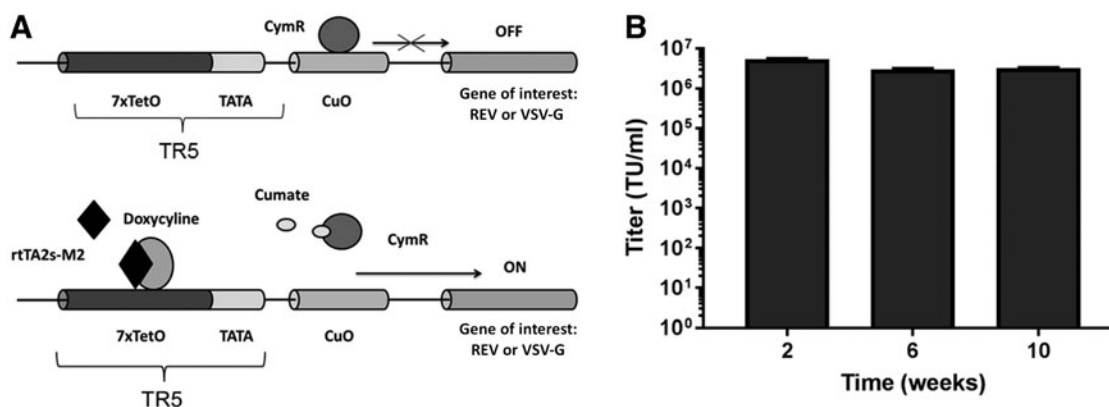 A
CymR
OFF
7xTetO
TATA
CuO
Gene of interest:
REV or VSV-G
TR5
Cumate
Doxycyline
rtTA2s-M2
CymR
ON
7xTetO
TATA
CuO
Gene of interest:
REV or VSV-G
TR5
B
Titer (TU/ml)
10⁷
10⁶
10⁵
10⁴
10³
10²
10¹
10⁰
2 6 10
Time (weeks)